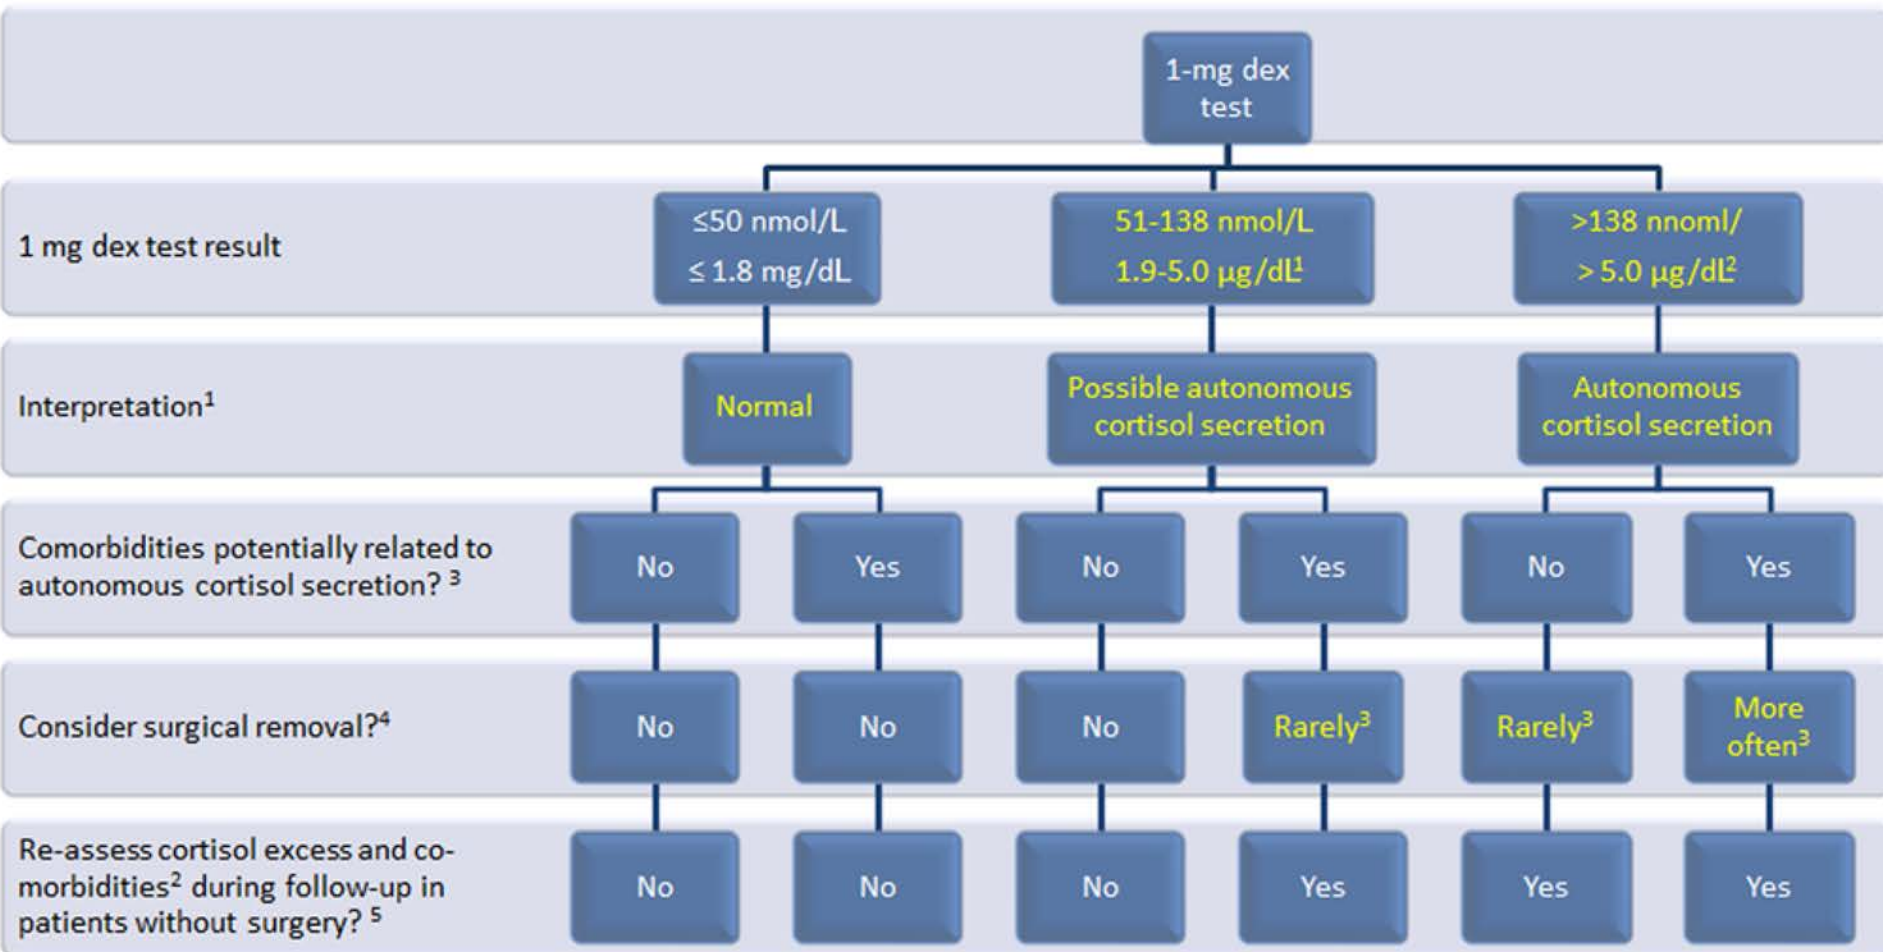 1-mg dex
test
1 mg dex test result
≤50 nmol/L
≤ 1.8 mg/dL
51-138 nmol/L
1.9-5.0 µg/dL¹
>138 nnoml/
> 5.0 µg/dL²
Interpretation¹
Normal
Possible autonomous
cortisol secretion
Autonomous
cortisol secretion
Comorbidities potentially related to
autonomous cortisol secretion? ³
No
Yes
No
Yes
No
Yes
Consider surgical removal?⁴
No
No
No
Rarely³
Rarely³
More
often³
Re-assess cortisol excess and co-
morbidities² during follow-up in
patients without surgery? ⁵
No
No
No
Yes
Yes
Yes